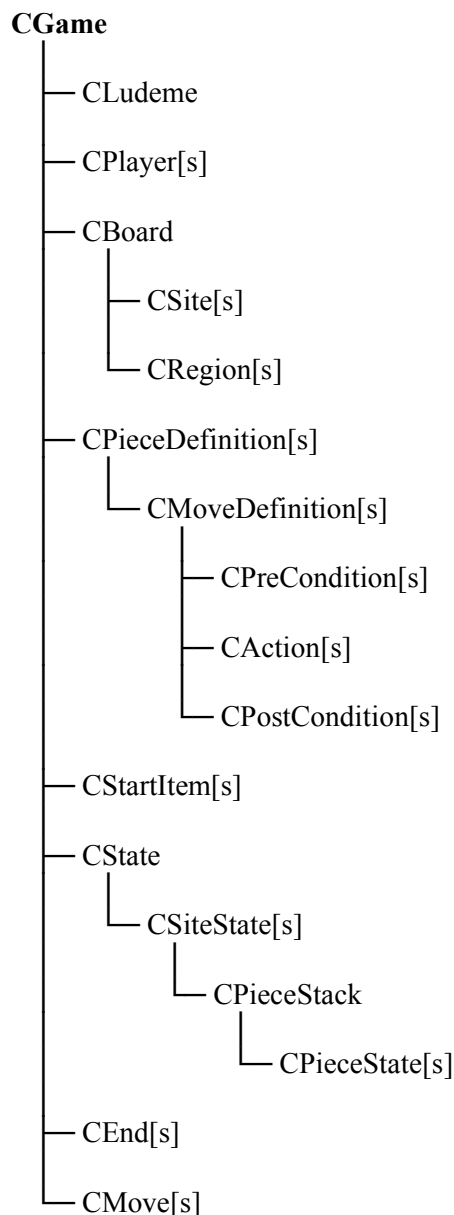 CGame
CLudeme
CPlayer[s]
CBoard
CSite[s]
CRegion[s]
CPieceDefinition[s]
CMoveDefinition[s]
CPreCondition[s]
CAction[s]
CPostCondition[s]
CStartItem[s]
CState
CSiteState[s]
CPieceStack
CPieceState[s]
CEnd[s]
CMove[s]